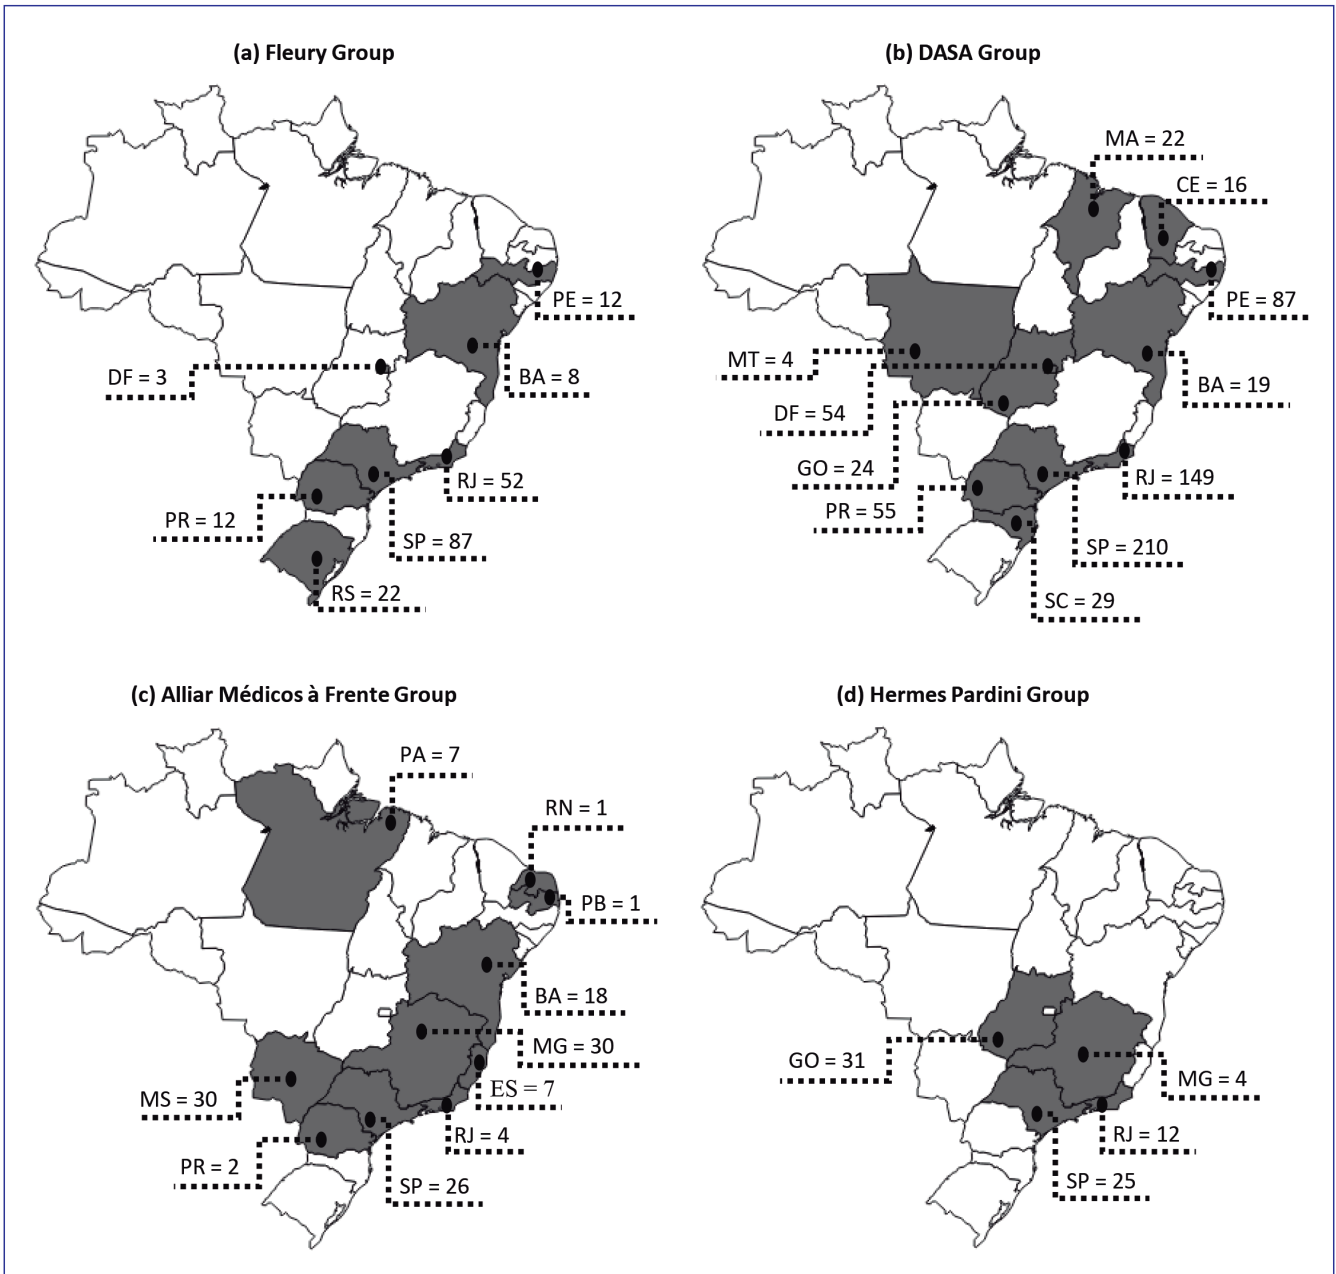 (a) Fleury Group
PE = 12
DF = 3
BA = 8
RJ = 52
PR = 12
SP = 87
RS = 22
(b) DASA Group
MA = 22
CE = 16
PE = 87
MT = 4
BA = 19
DF = 54
GO = 24
RJ = 149
PR = 55
SP = 210
SC = 29
(c) Alliar Médicos à Frente Group
PA = 7
RN = 1
PB = 1
BA = 18
MG = 30
ES = 7
MS = 30
RJ = 4
PR = 2
SP = 26
(d) Hermes Pardini Group
GO = 31
MG = 4
RJ = 12
SP = 25